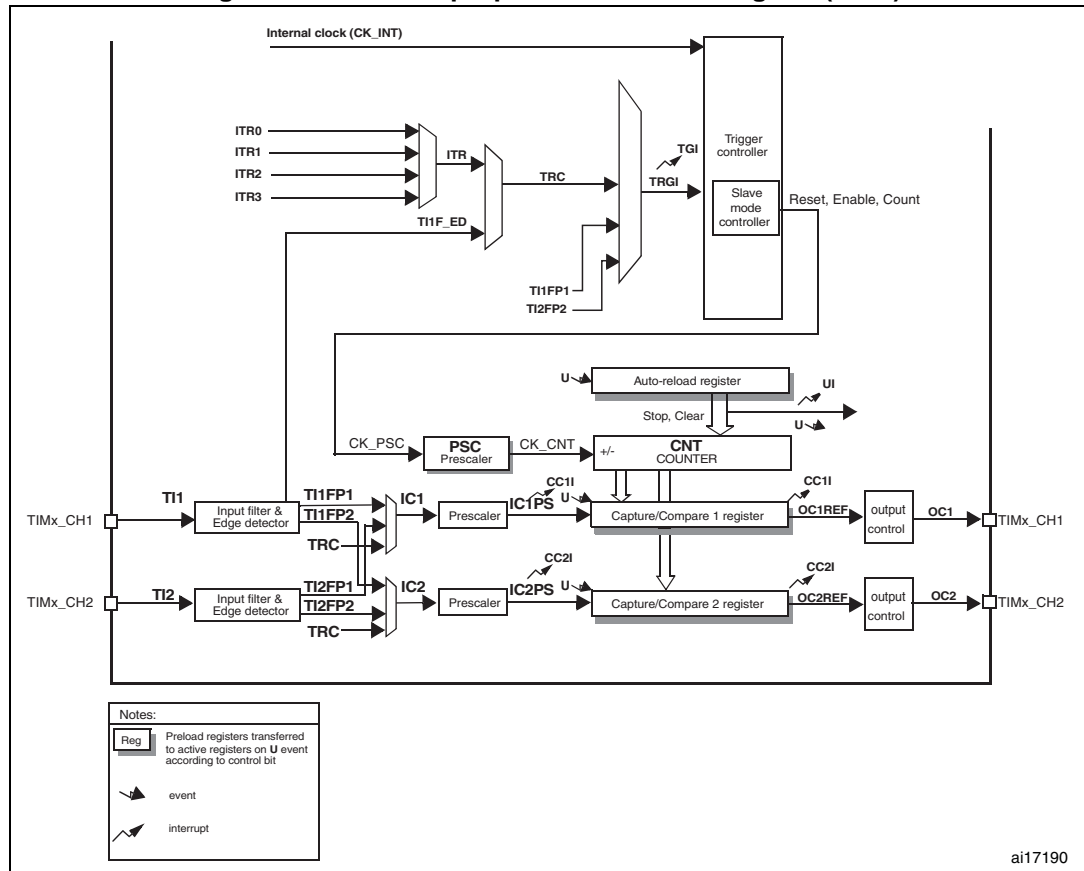 Internal clock (CK_INT)
ITR0
ITR1
ITR2
ITR3
ITR
TI1F_ED
TRC
TI1FP1
TI2FP2
TGI
TRGI
Trigger
controller
Slave
mode
controller
Reset, Enable, Count
U
Auto-reload register
UI
Stop, Clear
U
CK_PSC
PSC
Prescaler
CK_CNT
+/-
CNT
COUNTER
TIMx_CH1
TI1
Input filter &
Edge detector
TI1FP1
TI1FP2
TRC
IC1
Prescaler
CC1I
IC1PS
U
Capture/Compare 1 register
CC1I
OC1REF
output
control
OC1
TIMx_CH1
TIMx_CH2
TI2
Input filter &
Edge detector
TI2FP1
TI2FP2
TRC
IC2
Prescaler
CC2I
IC2PS
U
Capture/Compare 2 register
CC2I
OC2REF
output
control
OC2
TIMx_CH2
Notes:
Reg
Preload registers transferred
to active registers on U event
according to control bit
event
interrupt
ai17190